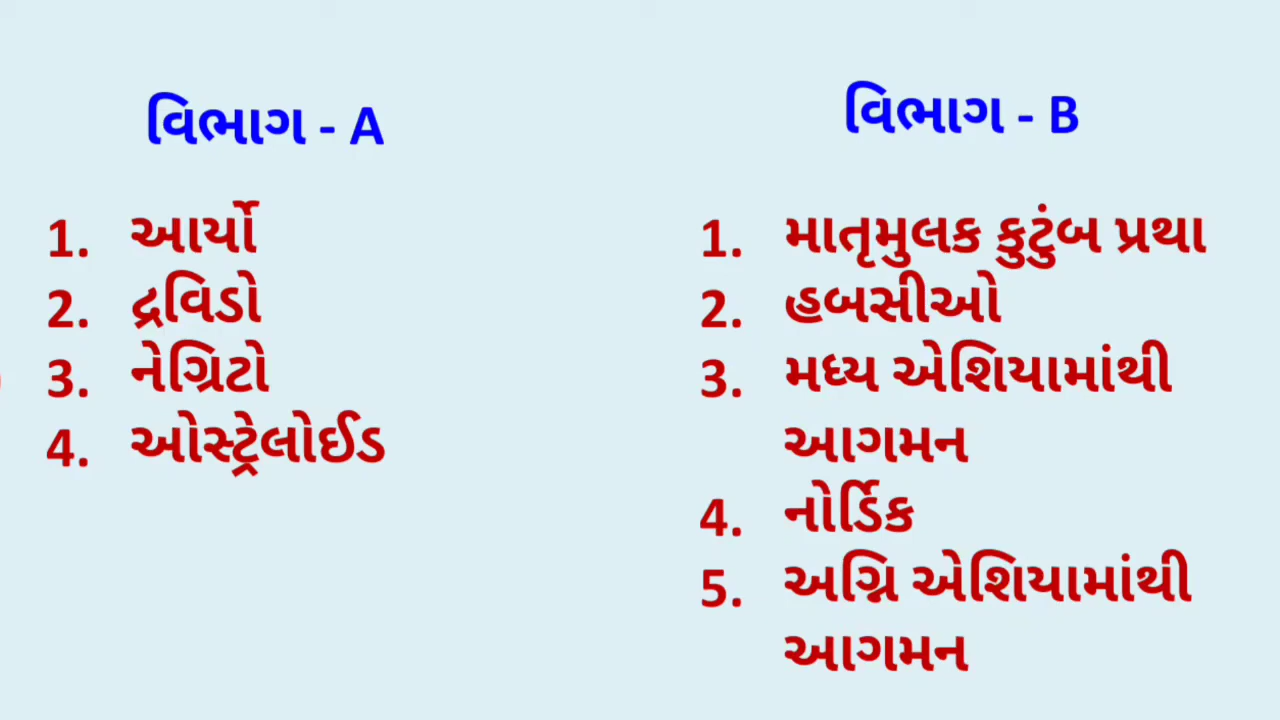 વિભાગ - A
1. આર્યો
2. દ્રવિડો
3. નેગ્રિટો
4. ઓસ્ટ્રેલોઈડ
વિભાગ - B
1. માતૃમુલક કુટુંબ પ્રથા
2. હબસીઓ
3. મધ્ય એશિયામાંથી
આગમન
4. નોર્ડિક
5. અગ્નિ એશિયામાંથી
આગમન